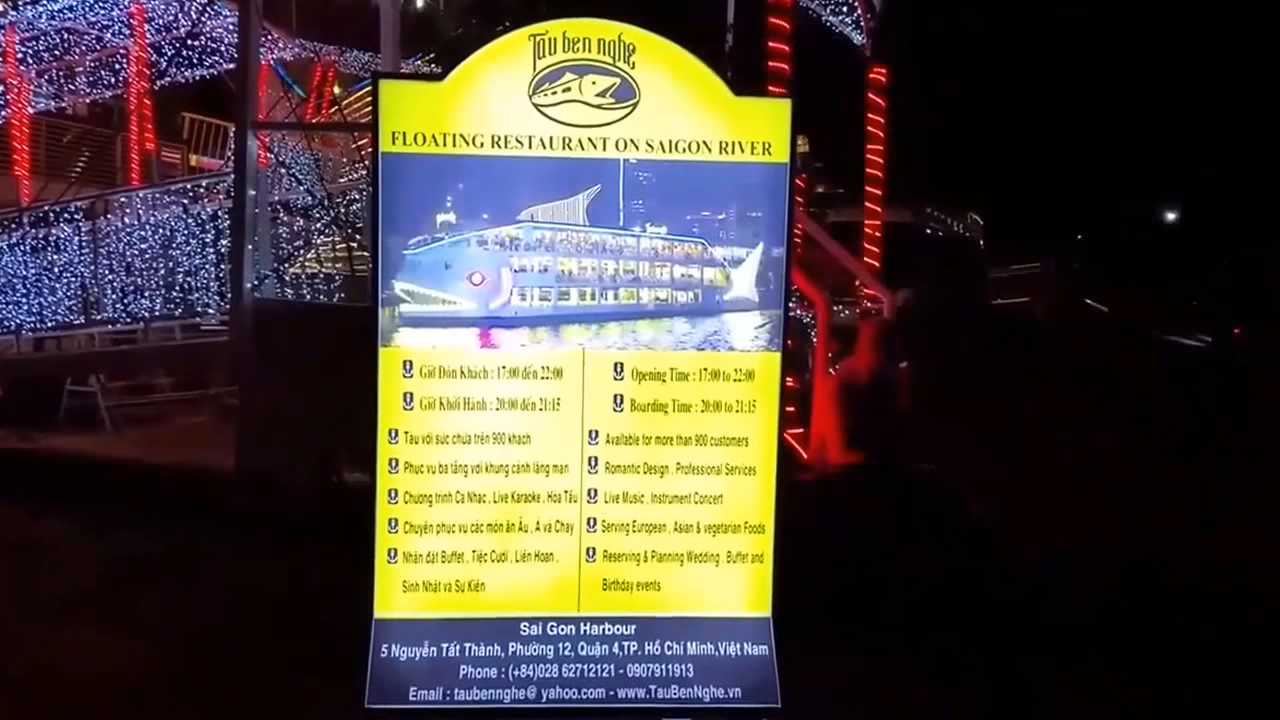 Tàu ben nghe
FLOATING RESTAURANT ON SAIGON RIVER
Giờ Đón Khách : 17:00 đến 22:00
Giờ Khởi Hành : 20:00 đến 21:15
Tàu với sức chứa trên 900 khách
Phục vụ ba tầng với khung cảnh lãng mạn
Chương trình Ca Nhạc , Live Karaoke , Hoà Tấu
Chuyên phục vụ các món ăn Âu , Á và Chay
Nhận đặt Buffet , Tiệc Cưới , Liên Hoan ,
Sinh Nhật và Sự Kiện
Opening Time : 17:00 to 22:00
Boarding Time : 20:00 to 21:15
Available for more than 900 customers
Romantic Design , Professional Services
Live Music , Instrument Concert
Serving European , Asian & vegetarian Foods
Reserving & Planning Wedding , Buffet and
Birthday events
Sai Gon Harbour
5 Nguyễn Tất Thành, Phường 12, Quận 4,TP. Hồ Chí Minh,Việt Nam
Phone : (+84)028 62712121 - 0907911913
Email : taubennghe@ yahoo.com - www.TauBenNghe.vn